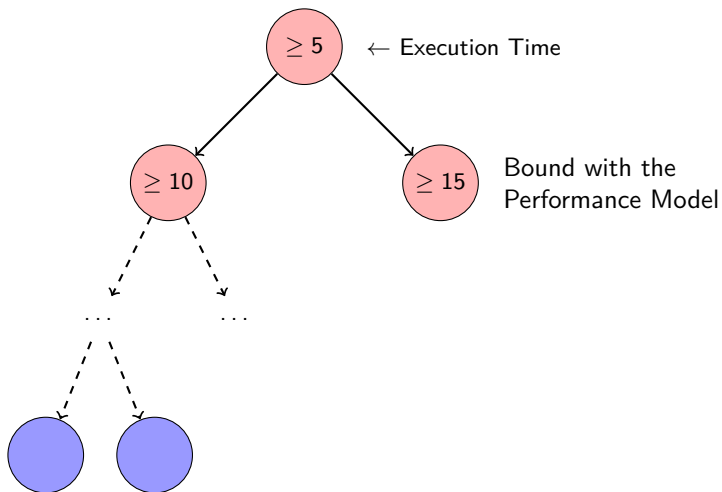 ≥ 5
← Execution Time
≥ 10
≥ 15
Bound with the
Performance Model
...
...